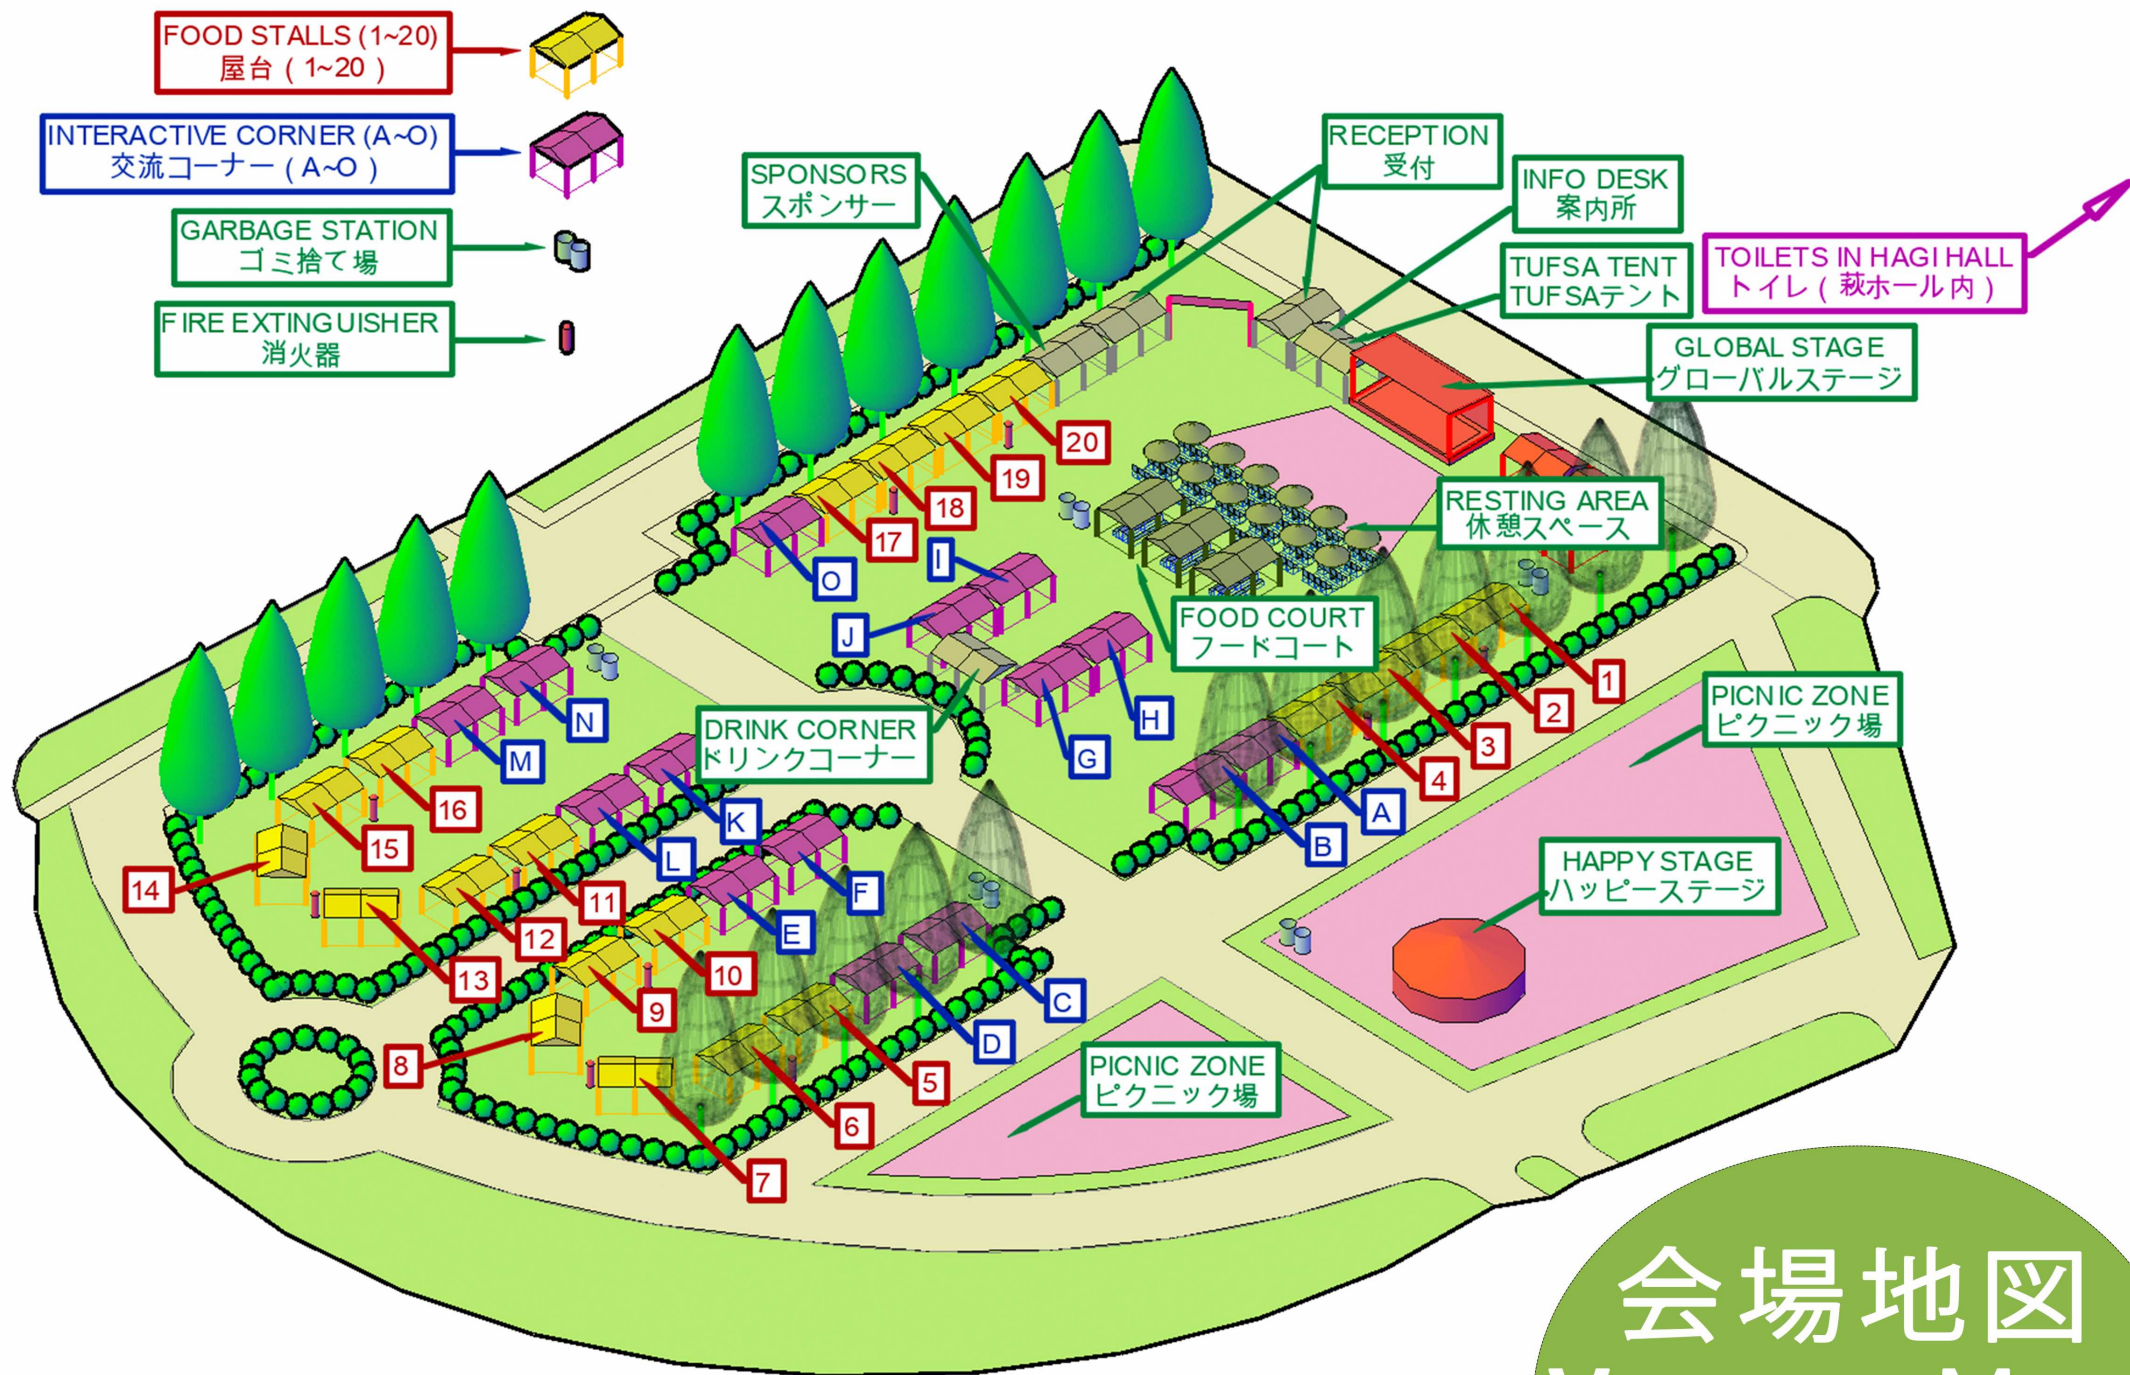 FOOD STALLS (1~20)
屋台 ( 1~20 )
INTERACTIVE CORNER (A~O)
交流コーナー ( A~O )
GARBAGE STATION
ゴミ捨て場
FIRE EXTINGUISHER
消火器
SPONSORS
スポンサー
RECEPTION
受付
INFO DESK
案内所
TUFSA TENT
TUFSAテント
TOILETS IN HAGI HALL
トイレ ( 萩ホール内 )
GLOBAL STAGE
グローバルステージ
20
19
18
17
O
I
J
RESTING AREA
休憩スペース
FOOD COURT
フードコート
H
G
DRINK CORNER
ドリンクコーナー
1
2
3
4
A
B
PICNIC ZONE
ピクニック場
HAPPY STAGE
ハッピーステージ
N
M
16
15
14
K
L
11
12
13
F
E
10
9
8
C
D
5
6
7
PICNIC ZONE
ピクニック場
会場地図